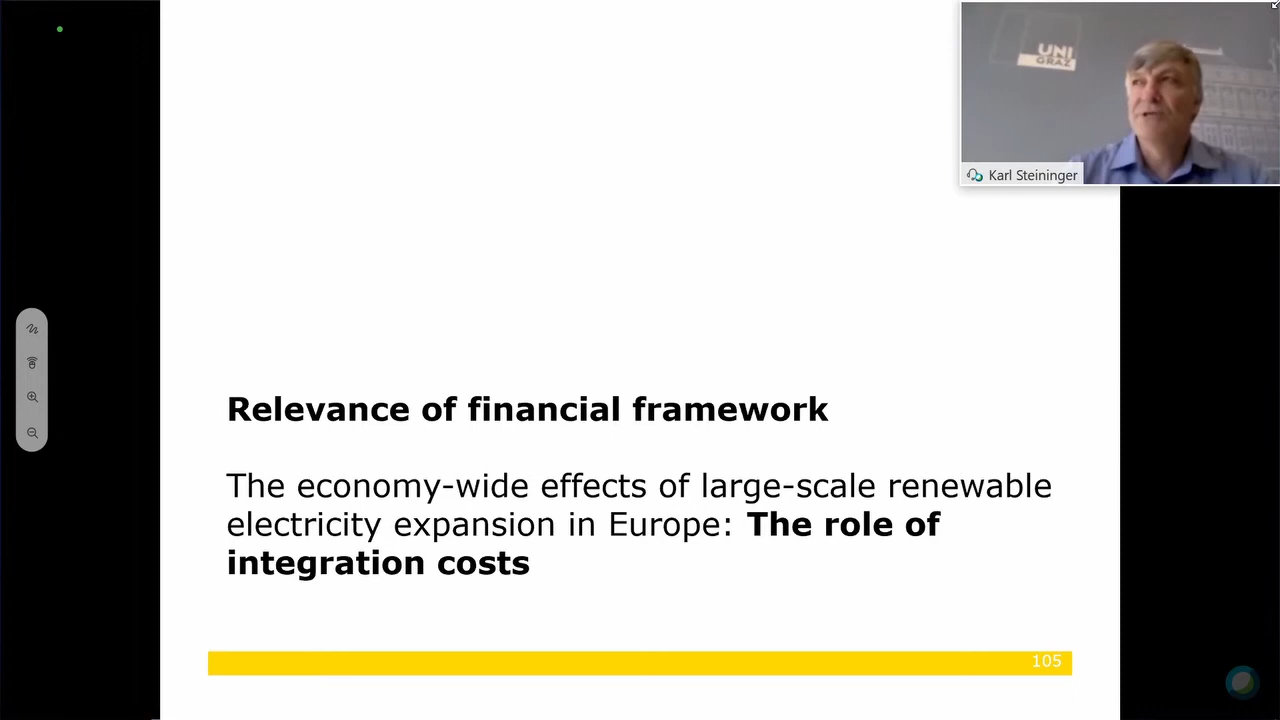 UNI
GRAZ
Karl Steininger
Relevance of financial framework
The economy-wide effects of large-scale renewable
electricity expansion in Europe: The role of
integration costs
105